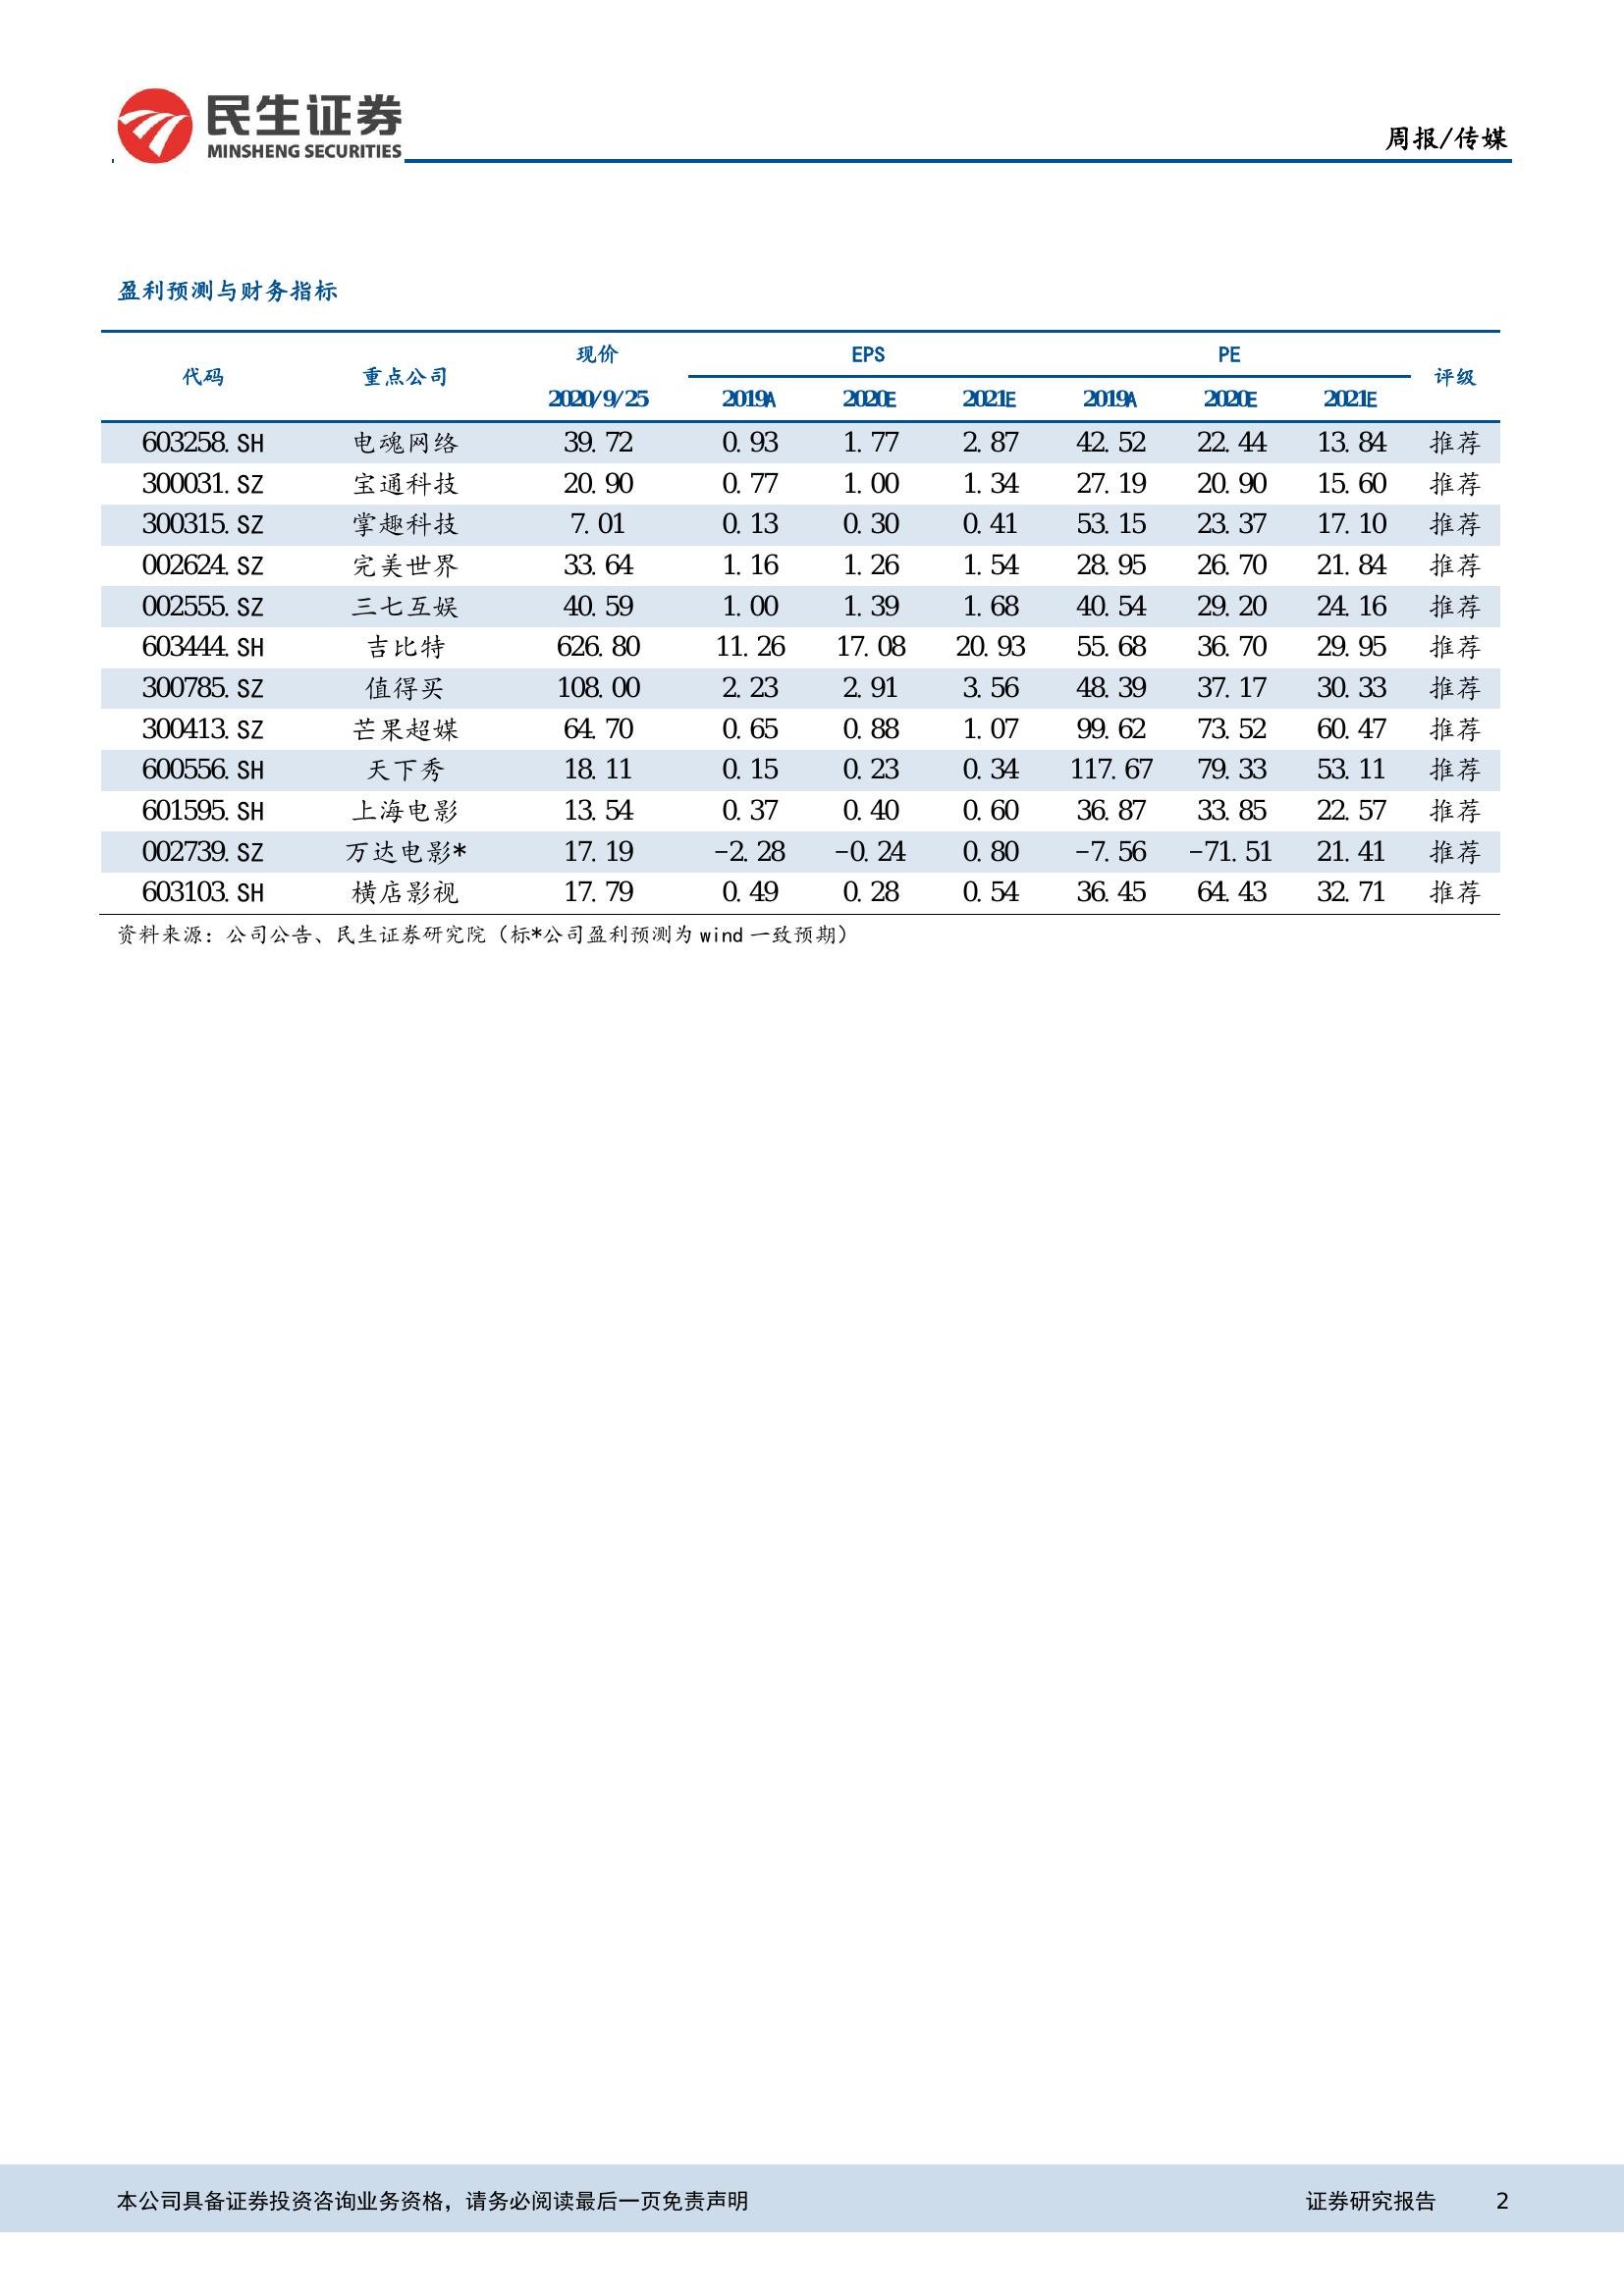 民生证券
MINSHENG SECURITIES
周报/传媒
盈利预测与财务指标
代码 重点公司 现价 EPS PE 评级
2020/9/25 2019A 2020E 2021E 2019A 2020E 2021E
603258.SH 电魂网络 39.72 0.93 1.77 2.87 42.52 22.44 13.84 推荐
300031.SZ 宝通科技 20.90 0.77 1.00 1.34 27.19 20.90 15.60 推荐
300315.SZ 掌趣科技 7.01 0.13 0.30 0.41 53.15 23.37 17.10 推荐
002624.SZ 完美世界 33.64 1.16 1.26 1.54 28.95 26.70 21.84 推荐
002555.SZ 三七互娱 40.59 1.00 1.39 1.68 40.54 29.20 24.16 推荐
603444.SH 吉比特 626.80 11.26 17.08 20.93 55.68 36.70 29.95 推荐
300785.SZ 值得买 108.00 2.23 2.91 3.56 48.39 37.17 30.33 推荐
300413.SZ 芒果超媒 64.70 0.65 0.88 1.07 99.62 73.52 60.47 推荐
600556.SH 天下秀 18.11 0.15 0.23 0.34 117.67 79.33 53.11 推荐
601595.SH 上海电影 13.54 0.37 0.40 0.60 36.87 33.85 22.57 推荐
002739.SZ 万达电影* 17.19 -2.28 -0.24 0.80 -7.56 -71.51 21.41 推荐
603103.SH 横店影视 17.79 0.49 0.28 0.54 36.45 64.43 32.71 推荐
资料来源：公司公告、民生证券研究院（标*公司盈利预测为 wind 一致预期）
本公司具备证券投资咨询业务资格，请务必阅读最后一页免责声明 证券研究报告 2